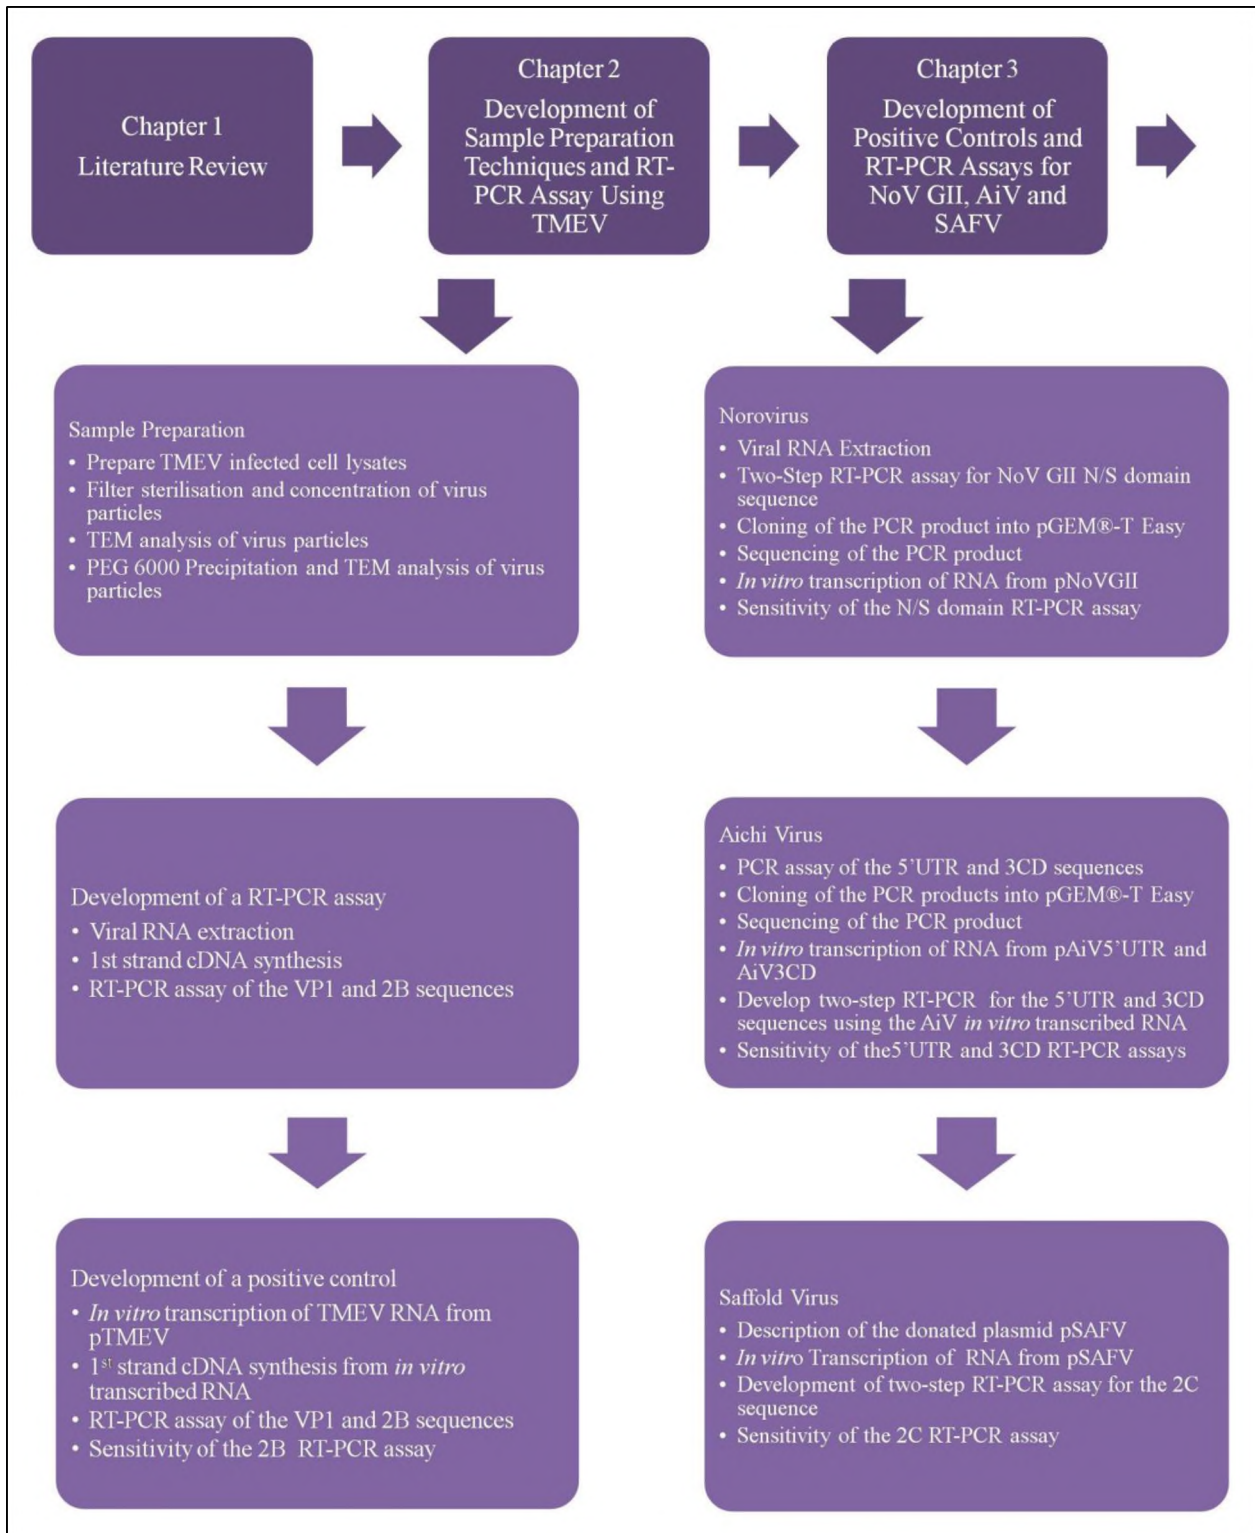 Chapter 1
Literature Review
Chapter 2
Development of
Sample Preparation
Techniques and RT-
PCR Assay Using
TMEV
Chapter 3
Development of
Positive Controls and
RT-PCR Assays for
NoV GII, AiV and
SAFV
Sample Preparation
• Prepare TMEV infected cell lysates
• Filter sterilisation and concentration of virus
particles
• TEM analysis of virus particles
• PEG 6000 Precipitation and TEM analysis of virus
particles
Development of a RT-PCR assay
• Viral RNA extraction
• 1st strand cDNA synthesis
• RT-PCR assay of the VP1 and 2B sequences
Development of a positive control
• In vitro transcription of TMEV RNA from
pTMEV
• 1st strand cDNA synthesis from in vitro
transcribed RNA
• RT-PCR assay of the VP1 and 2B sequences
• Sensitivity of the 2B RT-PCR assay
Norovirus
• Viral RNA Extraction
• Two-Step RT-PCR assay for NoV GII N/S domain
sequence
• Cloning of the PCR product into pGEM®-T Easy
• Sequencing of the PCR product
• In vitro transcription of RNA from pNoVGII
• Sensitivity of the N/S domain RT-PCR assay
Aichi Virus
• PCR assay of the 5’UTR and 3CD sequences
• Cloning of the PCR products into pGEM®-T Easy
• Sequencing of the PCR product
• In vitro transcription of RNA from pAiV5’UTR and
AiV3CD
• Develop two-step RT-PCR for the 5’UTR and 3CD
sequences using the AiV in vitro transcribed RNA
• Sensitivity of the5’UTR and 3CD RT-PCR assays
Saffold Virus
• Description of the donated plasmid pSAFV
• In vitro Transcription of RNA from pSAFV
• Development of two-step RT-PCR assay for the 2C
sequence
• Sensitivity of the 2C RT-PCR assay